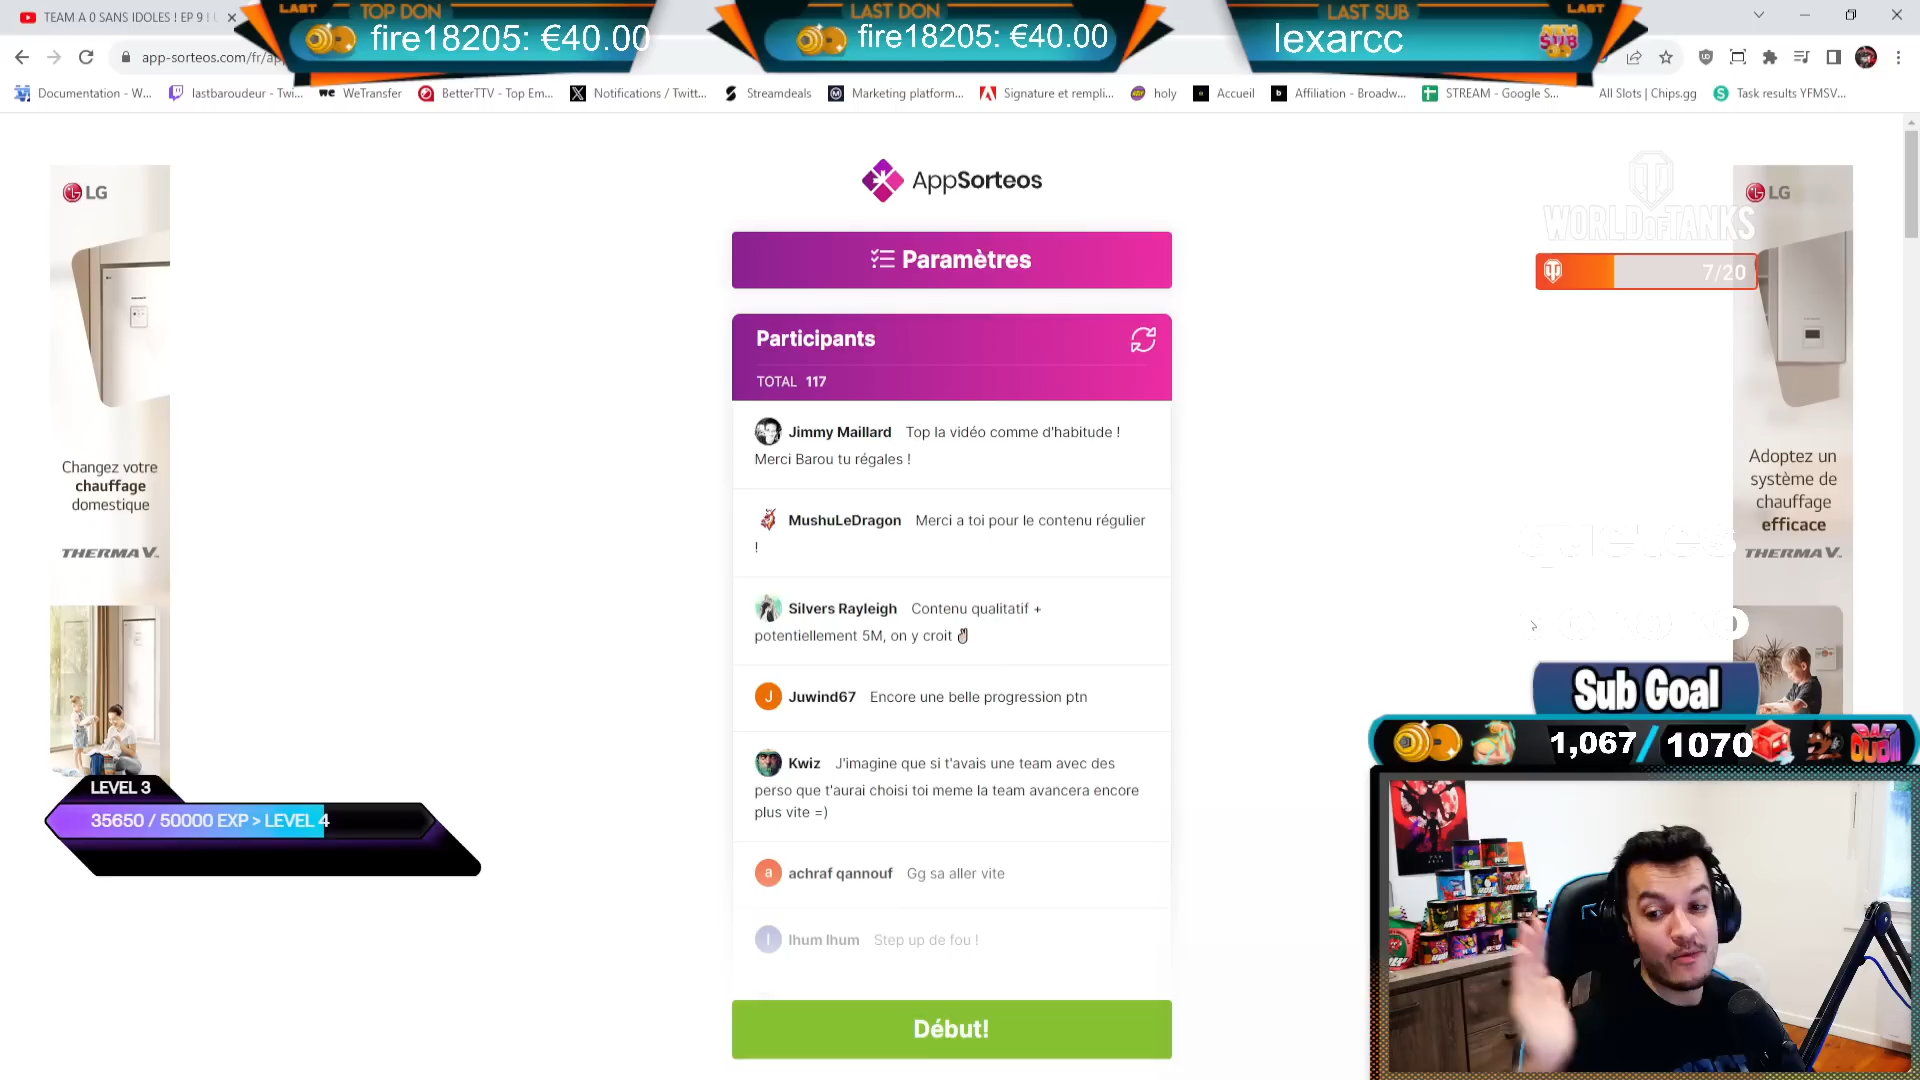 TEAM A 0 SANS IDOLES ! EP 9 !
LAST TOP DON
fire18205: €40.00
LAST DON
fire18205: €40.00
LAST SUB LAST
lexarcc
NEW SUB
app-sorteos.com/fr/ap
Documentation - W...
lastbaroudeur - Twi...
WeTransfer
BetterTTV - Top Em...
Notifications / Twitt...
Streamdeals
Marketing platform...
Signature et rempli...
holy
Accueil
Affiliation - Broadw...
STREAM - Google S...
All Slots | Chips.gg
Task results YFMSV...
LG
Changez votre
chauffage
domestique
THERMA V.
AppSorteos
Paramètres
Participants
TOTAL 117
Jimmy Maillard Top la vidéo comme d'habitude !
Merci Barou tu régales !
MushuLeDragon Merci a toi pour le contenu régulier
!
Silvers Rayleigh Contenu qualitatif +
potentiellement 5M, on y croit ✌🏻
J Juwind67 Encore une belle progression ptn
Kwiz J'imagine que si t'avais une team avec des
perso que t'aurai choisi toi meme la team avancera encore
plus vite =)
a achraf qannouf Gg sa aller vite
I Ihum Ihum Step up de fou !
Début!
WORLD OF TANKS
7/20
LG
Adoptez un
système de
chauffage
efficace
THERMA V.
LEVEL 3
35650 / 50000 EXP > LEVEL 4
Sub Goal
1,067 / 1070